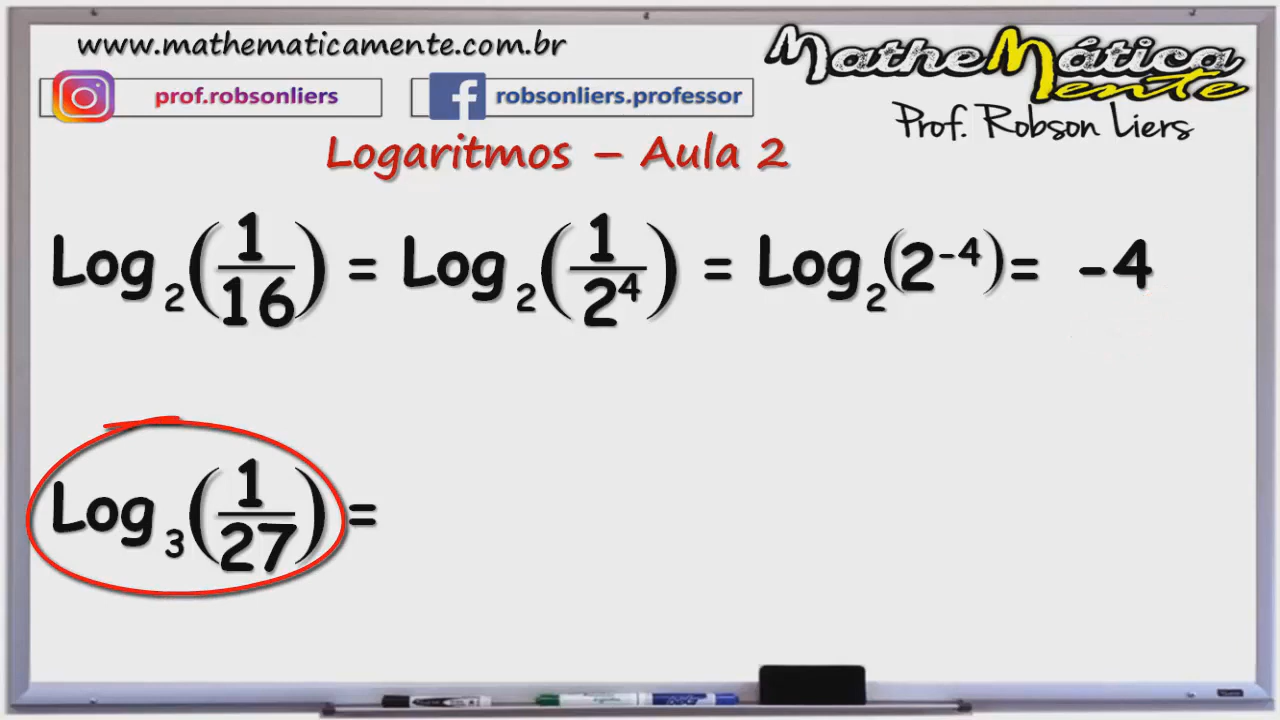 www.mathematicamente.com.br
MatheMática
mente
prof.robsonliers
robsonliers.professor
Prof. Robson Liers
Logaritmos – Aula 2
Log₂(1/16) = Log₂(1/2⁴) = Log₂(2⁻⁴) = -4
Log₃(1/27) =